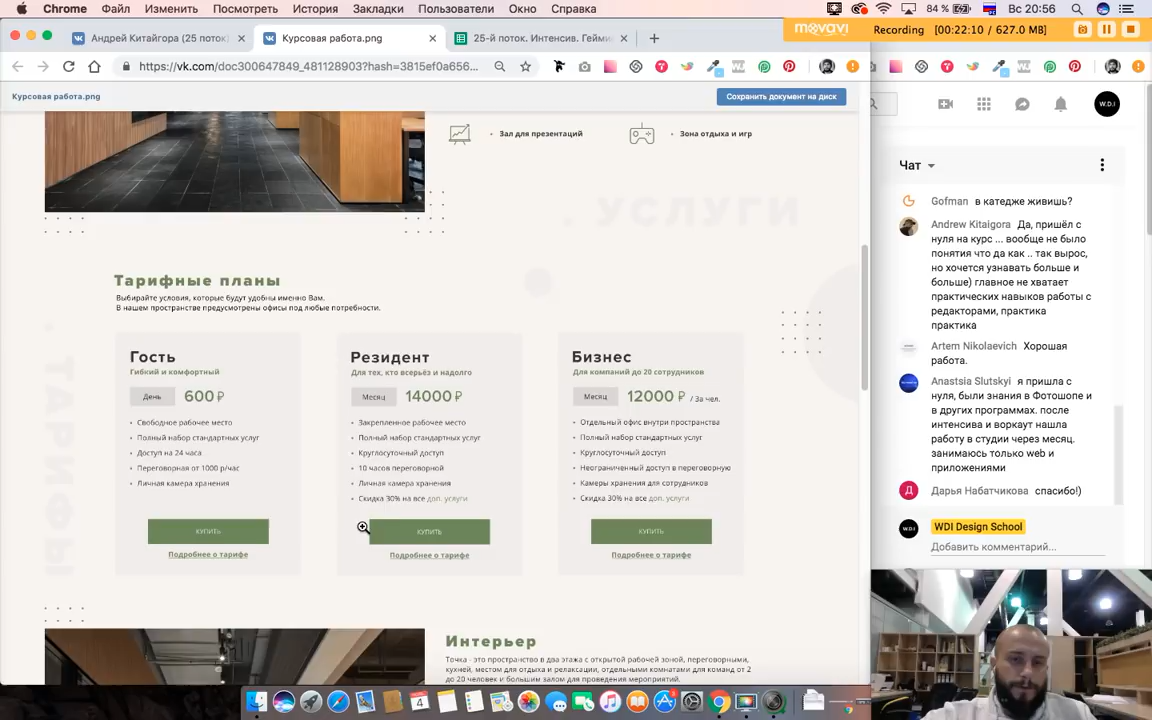 Chrome Файл Изменить Посмотреть История Закладки Пользователи Окно Справка
84 %
Вс 20:56
movavi
Recording
[00:22:10 / 627.0 MB]
Андрей Китайгора (25 поток)
Курсовая работа.png
25-й поток. Интенсив. Гейми
https://vk.com/doc300647849_481128903?hash=3815ef0a656...
Курсовая работа.png
Сохранить документ на диск
• Зал для презентаций
• Зона отдыха и игр
. УСЛУГИ
Тарифные планы
Выбирайте условия, которые будут удобны именно Вам.
В нашем пространстве предусмотрены офисы под любые потребности.
. ТАРИФЫ
Гость
Гибкий и комфортный
День 600 ₽
• Свободное рабочее место
• Полный набор стандартных услуг
• Доступ на 24 часа
• Переговорная от 1000 р/час
• Личная камера хранения
КУПИТЬ
Подробнее о тарифе
Резидент
Для тех, кто всерьёз и надолго
Месяц 14000 ₽
• Закрепленное рабочее место
• Полный набор стандартных услуг
• Круглосуточный доступ
• 10 часов переговорной
• Личная камера хранения
• Скидка 30% на все доп. услуги
КУПИТЬ
Подробнее о тарифе
Бизнес
Для компаний до 20 сотрудников
Месяц 12000 ₽ / За чел.
• Отдельный офис внутри пространства
• Полный набор стандартных услуг
• Круглосуточный доступ
• Неограниченный доступ в переговорную
• Камеры хранения для сотрудников
• Скидка 30% на все доп. услуги
КУПИТЬ
Подробнее о тарифе
Интерьер
Точка - это пространство в два этажа с открытой рабочей зоной, переговорными,
кухней, местом для отдыха и релаксации, отдельными комнатами для команд от 2
до 20 человек и большим залом для проведения мероприятий.
W.D.I
Чат
Gofman в катедже живишь?
Andrew Kitaigora Да, пришёл с
нуля на курс ... вообще не было
понятия что да как .. так вырос,
но хочется узнавать больше и
больше) главное не хватает
практических навыков работы с
редакторами, практика
практика
Artem Nikolaevich Хорошая
работа.
Anastsia Slutskyi я пришла с
нуля, были знания в Фотошопе и
в других программах. после
интенсива и воркаут нашла
работу в студии через месяц.
занимаюсь только web и
приложениями
Д Дарья Набатчикова спасибо!)
WDI Design School
Добавить комментарий...